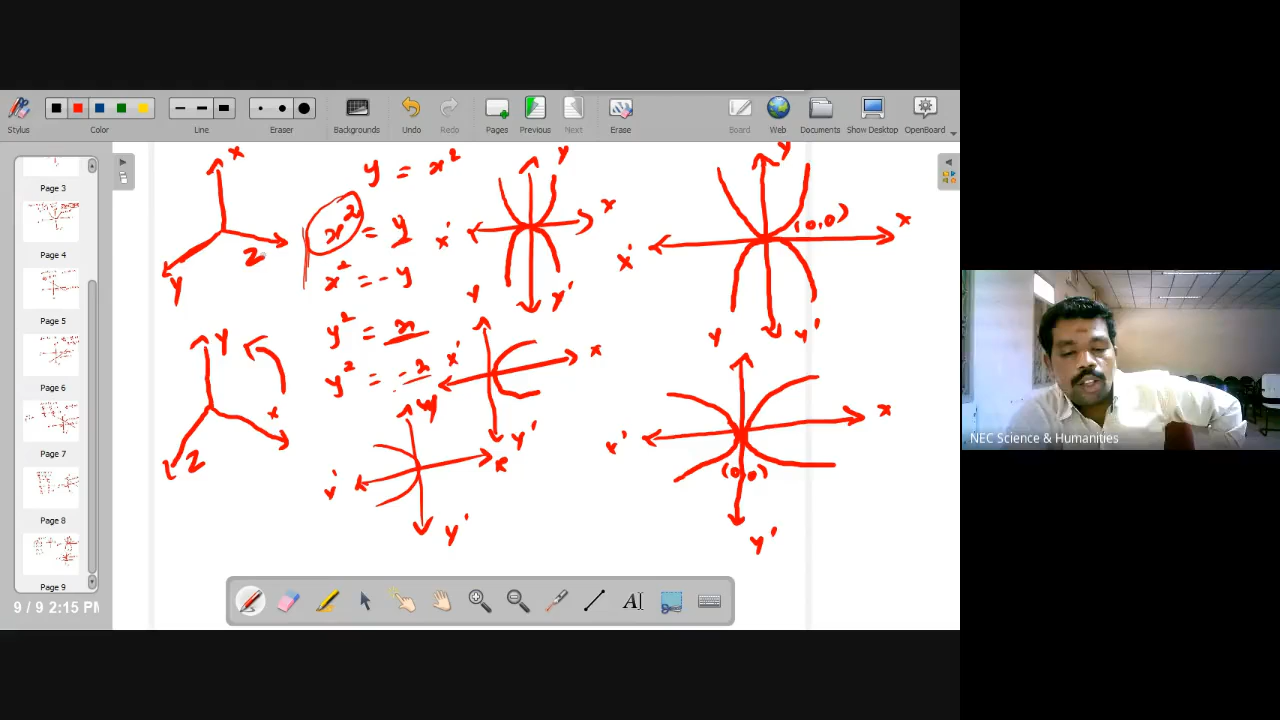 Stylus
Color
Line
Eraser
Backgrounds
Undo
Redo
Pages
Previous
Next
Erase
Board
Web
Documents
Show Desktop
OpenBoard
Page 3
Page 4
Page 5
Page 6
Page 7
Page 8
Page 9
9 / 9 2:15 PM
x
y
z
y = x²
x² = y
x² = -y
y² = x
y² = -x
y
x
z
y
x
x'
y'
y
x
x'
y'
y
x
x'
y'
y
x
x'
y'
(0,0)
y
x
x'
y'
(0,0)
NEC Science & Humanities